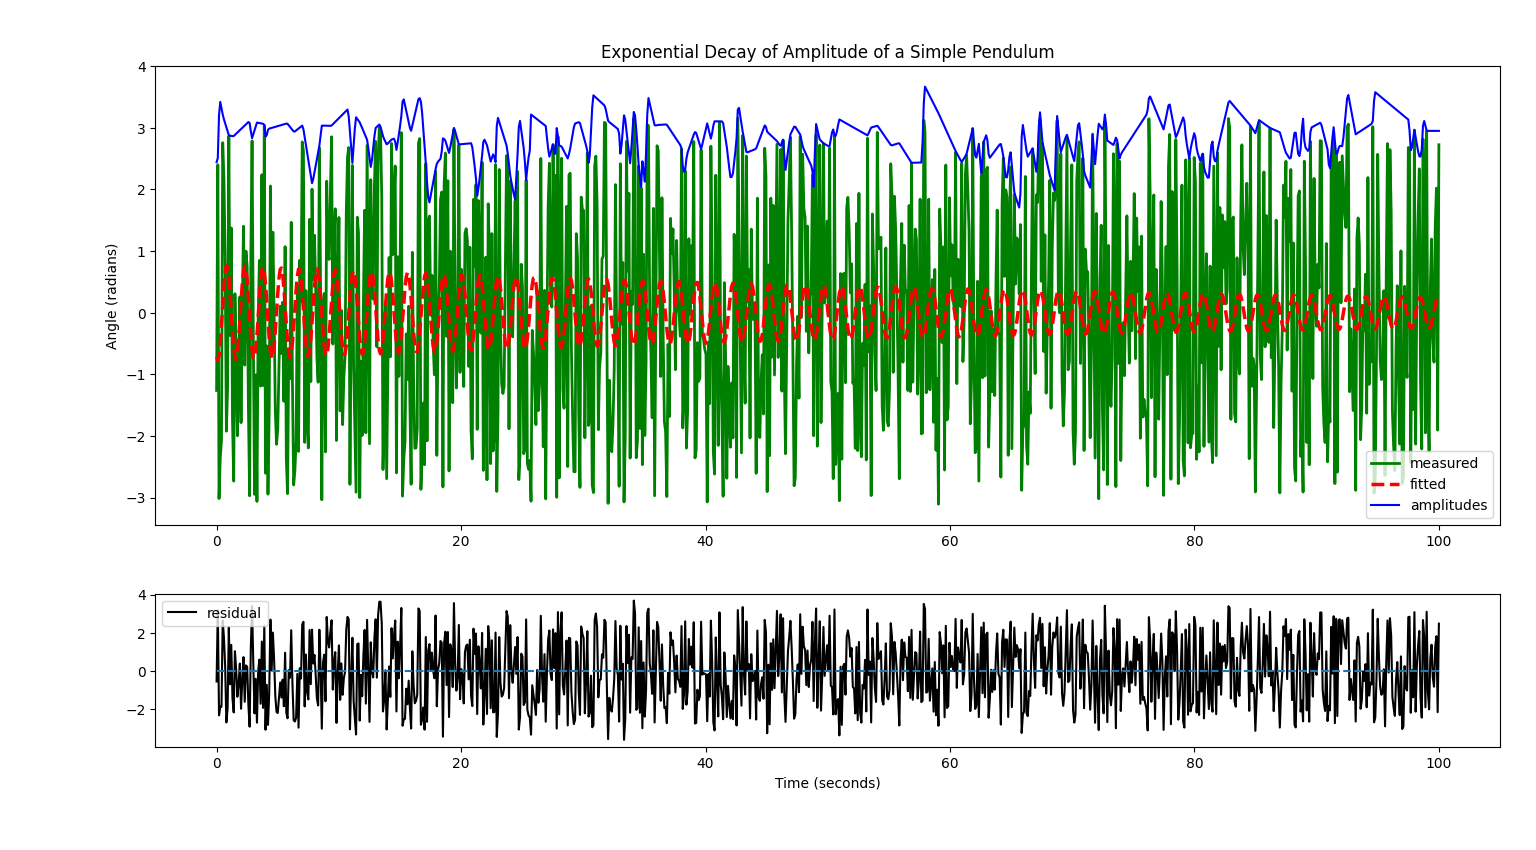 Exponential Decay of Amplitude of a Simple Pendulum
4
3
2
1
0
−1
−2
−3
Angle (radians)
measured
fitted
amplitudes
0 20 40 60 80 100
4
2
0
−2
residual
0 20 40 60 80 100
Time (seconds)